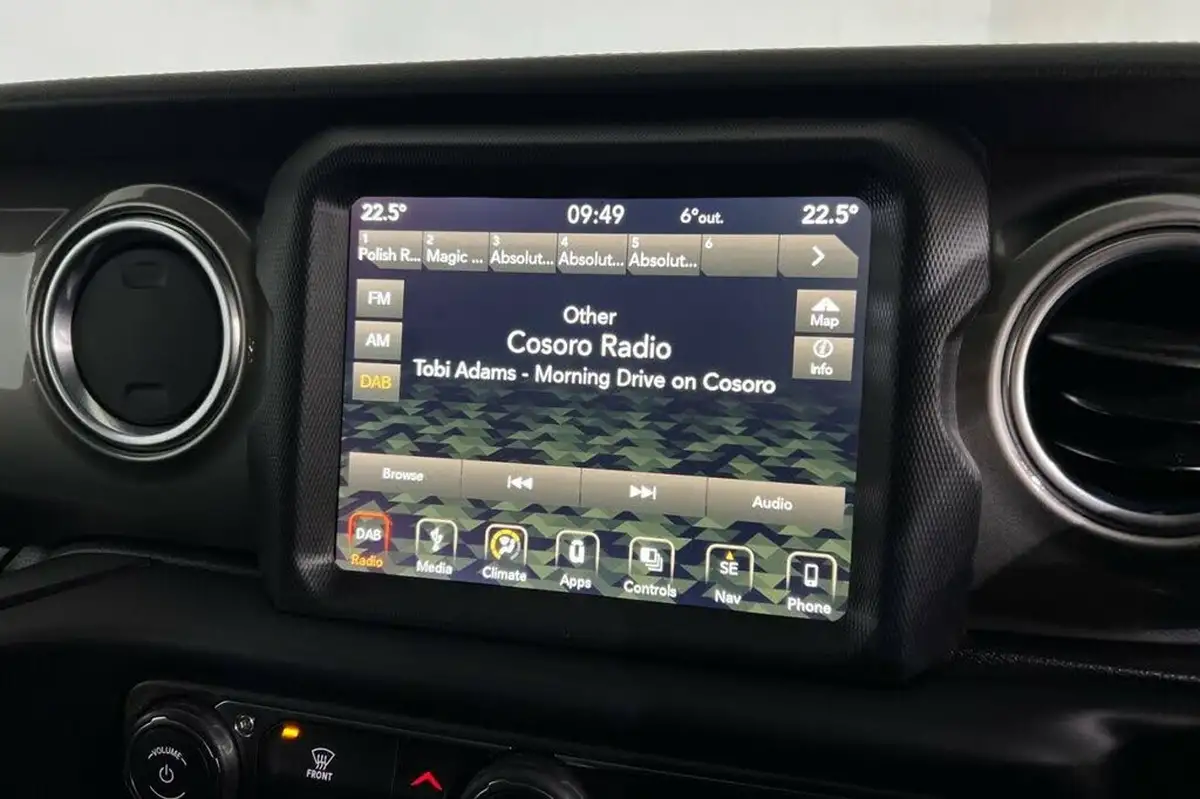 22.5° 09:49 6°out. 22.5°
1 2 3 4 5 6
Polish R... Magic ... Absolut... Absolut... Absolut...
FM
AM
DAB
Other
Cosoro Radio
Tobi Adams - Morning Drive on Cosoro
Map
Info
Browse Audio
DAB SE
Radio Media Climate Apps Controls Nav Phone
VOLUME
FRONT